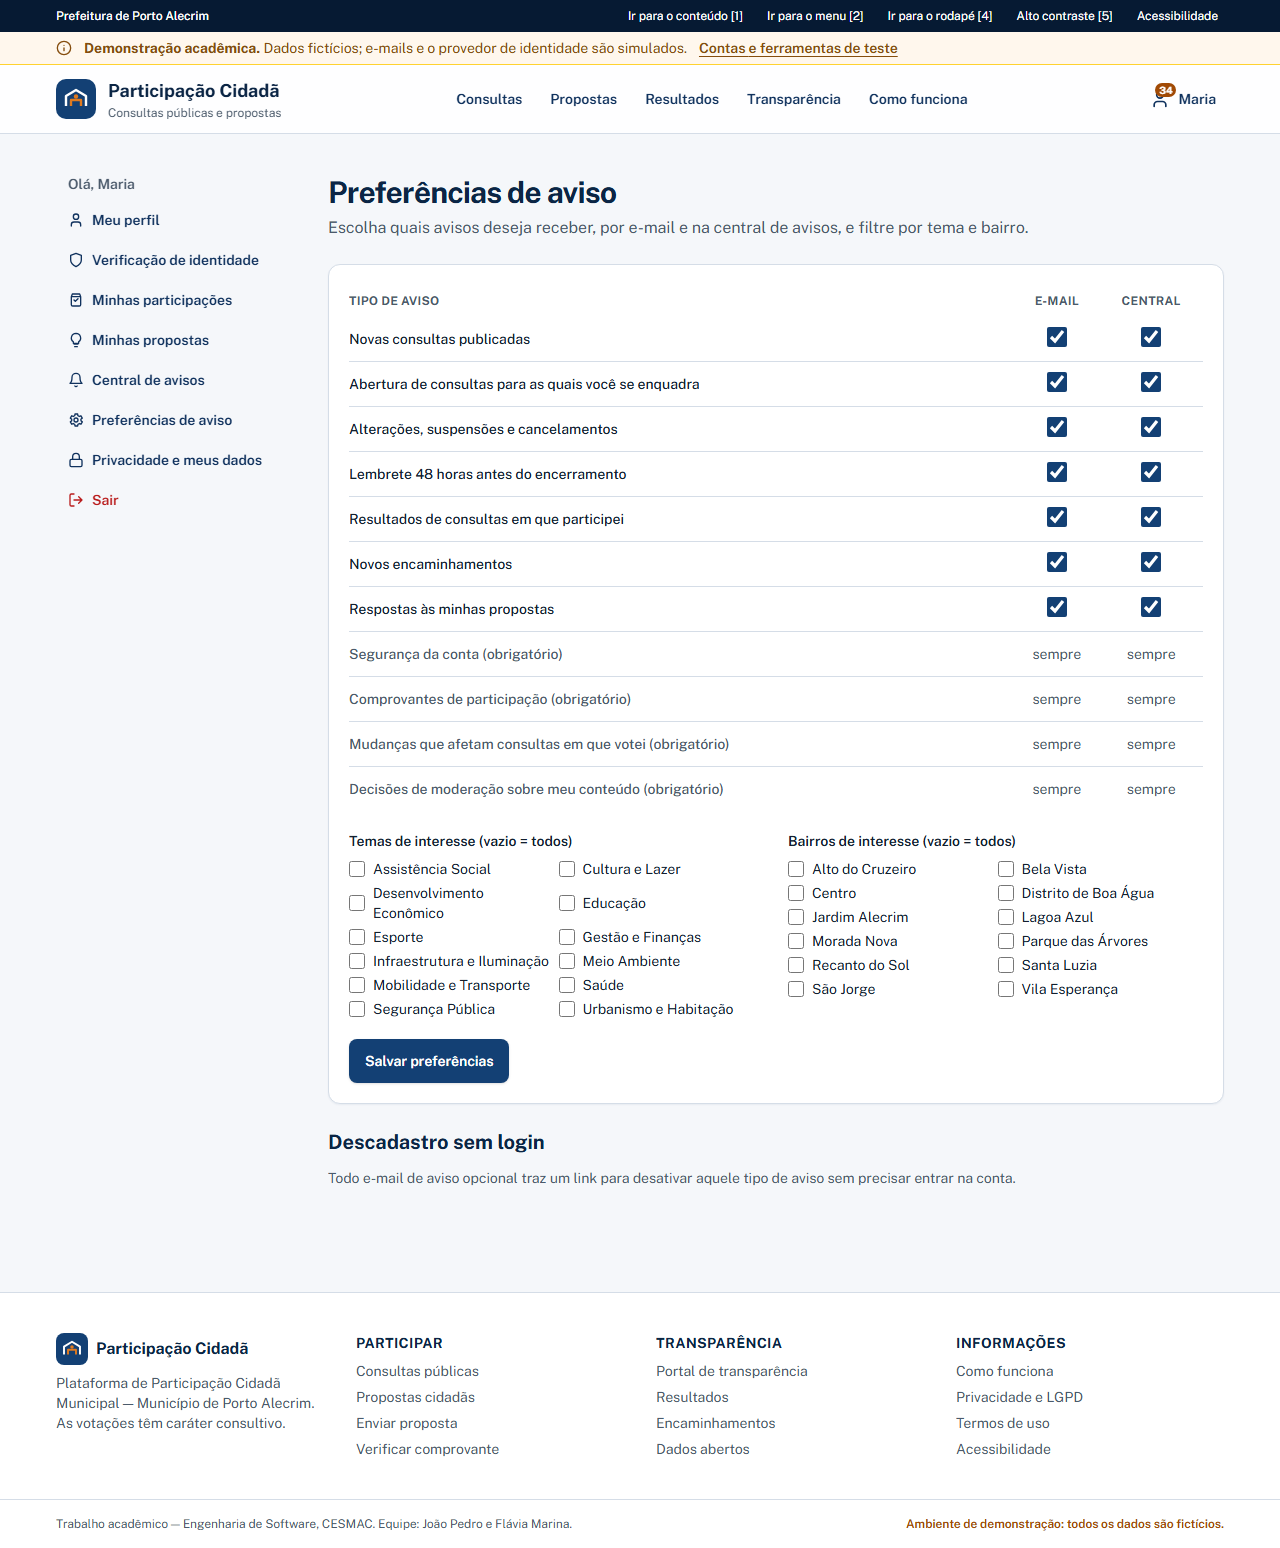 Prefeitura de Porto Alecrim
Ir para o conteúdo [1] Ir para o menu [2] Ir para o rodapé [4] Alto contraste [5] Acessibilidade
Demonstração acadêmica. Dados fictícios; e-mails e o provedor de identidade são simulados. Contas e ferramentas de teste
Participação Cidadã
Consultas públicas e propostas
Consultas Propostas Resultados Transparência Como funciona
34
Maria
Olá, Maria
Meu perfil
Verificação de identidade
Minhas participações
Minhas propostas
Central de avisos
Preferências de aviso
Privacidade e meus dados
Sair
Preferências de aviso
Escolha quais avisos deseja receber, por e-mail e na central de avisos, e filtre por tema e bairro.
TIPO DE AVISO E-MAIL CENTRAL
Novas consultas publicadas
Abertura de consultas para as quais você se enquadra
Alterações, suspensões e cancelamentos
Lembrete 48 horas antes do encerramento
Resultados de consultas em que participei
Novos encaminhamentos
Respostas às minhas propostas
Segurança da conta (obrigatório) sempre sempre
Comprovantes de participação (obrigatório) sempre sempre
Mudanças que afetam consultas em que votei (obrigatório) sempre sempre
Decisões de moderação sobre meu conteúdo (obrigatório) sempre sempre
Temas de interesse (vazio = todos)
Assistência Social Cultura e Lazer
Desenvolvimento
Econômico
Educação
Esporte Gestão e Finanças
Infraestrutura e Iluminação Meio Ambiente
Mobilidade e Transporte Saúde
Segurança Pública Urbanismo e Habitação
Bairros de interesse (vazio = todos)
Alto do Cruzeiro Bela Vista
Centro Distrito de Boa Água
Jardim Alecrim Lagoa Azul
Morada Nova Parque das Árvores
Recanto do Sol Santa Luzia
São Jorge Vila Esperança
Salvar preferências
Descadastro sem login
Todo e-mail de aviso opcional traz um link para desativar aquele tipo de aviso sem precisar entrar na conta.
Participação Cidadã
Plataforma de Participação Cidadã
Municipal — Município de Porto Alecrim.
As votações têm caráter consultivo.
PARTICIPAR
Consultas públicas
Propostas cidadãs
Enviar proposta
Verificar comprovante
TRANSPARÊNCIA
Portal de transparência
Resultados
Encaminhamentos
Dados abertos
INFORMAÇÕES
Como funciona
Privacidade e LGPD
Termos de uso
Acessibilidade
Trabalho acadêmico — Engenharia de Software, CESMAC. Equipe: João Pedro e Flávia Marina.
Ambiente de demonstração: todos os dados são fictícios.